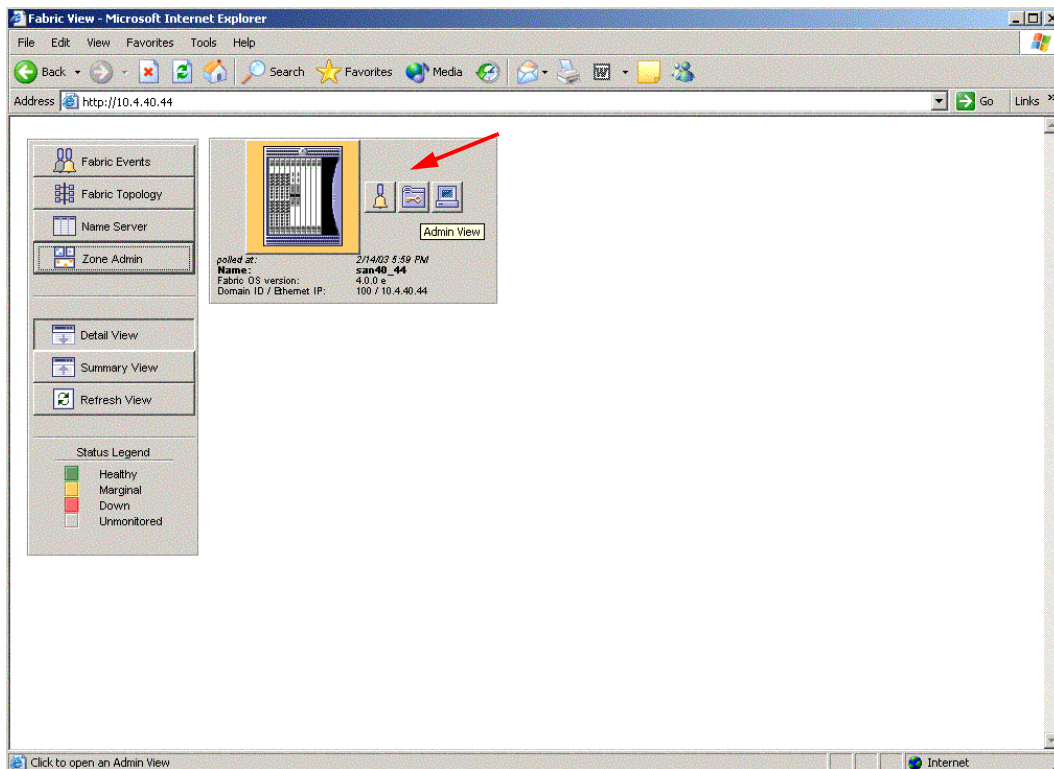 Fabric View - Microsoft Internet Explorer
File Edit View Favorites Tools Help
Back Search Favorites Media
Address http://10.4.40.44 Go Links »
Fabric Events
Fabric Topology
Name Server
Zone Admin
Detail View
Summary View
Refresh View
Status Legend
Healthy
Marginal
Down
Unmonitored
Admin View
polled at: 2/14/03 5:59 PM
Name: san40_44
Fabric OS version: 4.0.0 e
Domain ID / Ethernet IP: 100 / 10.4.40.44
Click to open an Admin View Internet